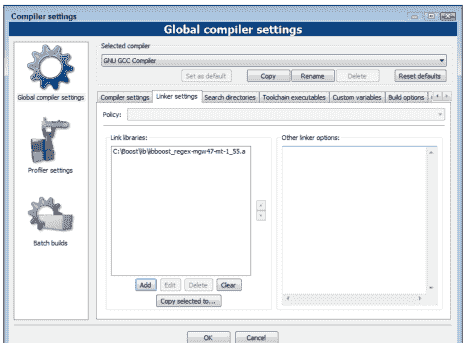 Compiler settings
Global compiler settings
Selected compiler
GNU GCC Compiler
Set as default
Copy
Rename
Delete
Reset defaults
Global compiler settings
Profiler settings
Batch builds
Compiler settings
Linker settings
Search directories
Toolchain executables
Custom variables
Build options
Policy:
Link libraries:
C:\Boost\lib\libboost_regex-mgw47-mt-1_55.a
Other linker options:
Add
Edit
Delete
Clear
Copy selected to...
OK
Cancel